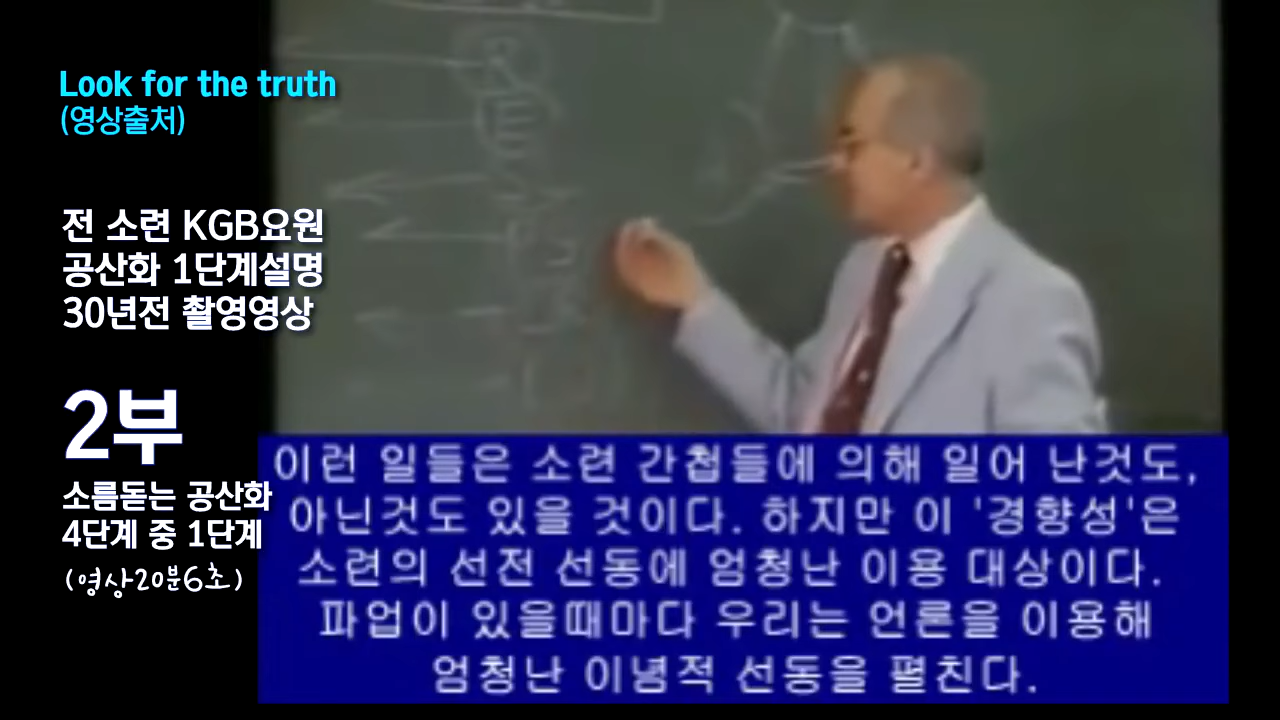 Look for the truth
(영상출처)
전 소련 KGB요원
공산화 1단계설명
30년전 촬영영상
2부
소름돋는 공산화
4단계 중 1단계
(영상20분6초)
이런 일들은 소련 간첩들에 의해 일어 난것도,
아닌것도 있을 것이다. 하지만 이 '경향성'은
소련의 선전 선동에 엄청난 이용 대상이다.
파업이 있을때마다 우리는 언론을 이용해
엄청난 이념적 선동을 펼친다.